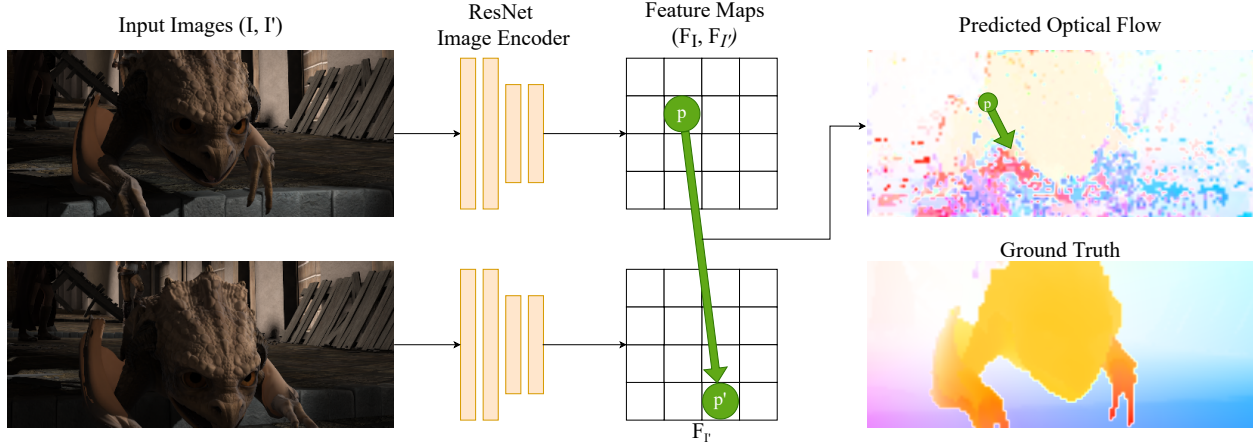 Input Images (I, I')
ResNet
Image Encoder
Feature Maps
(F_I, F_I')
Predicted Optical Flow
p
p
Ground Truth
p'
F_I'